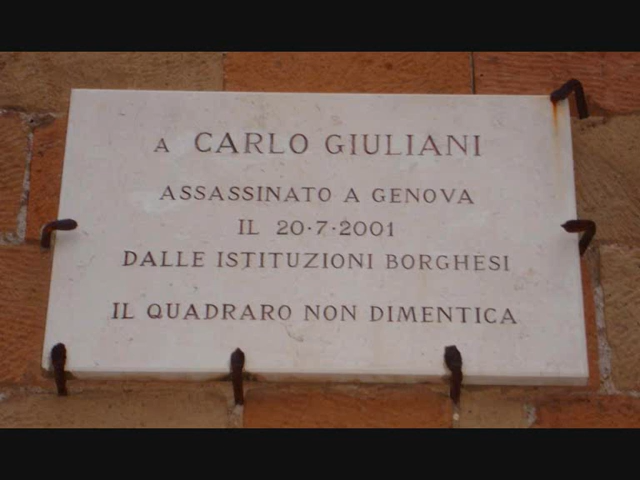 A CARLO GIULIANI
ASSASSINATO A GENOVA
IL 20·7·2001
DALLE ISTITUZIONI BORGHESI
IL QUADRARO NON DIMENTICA